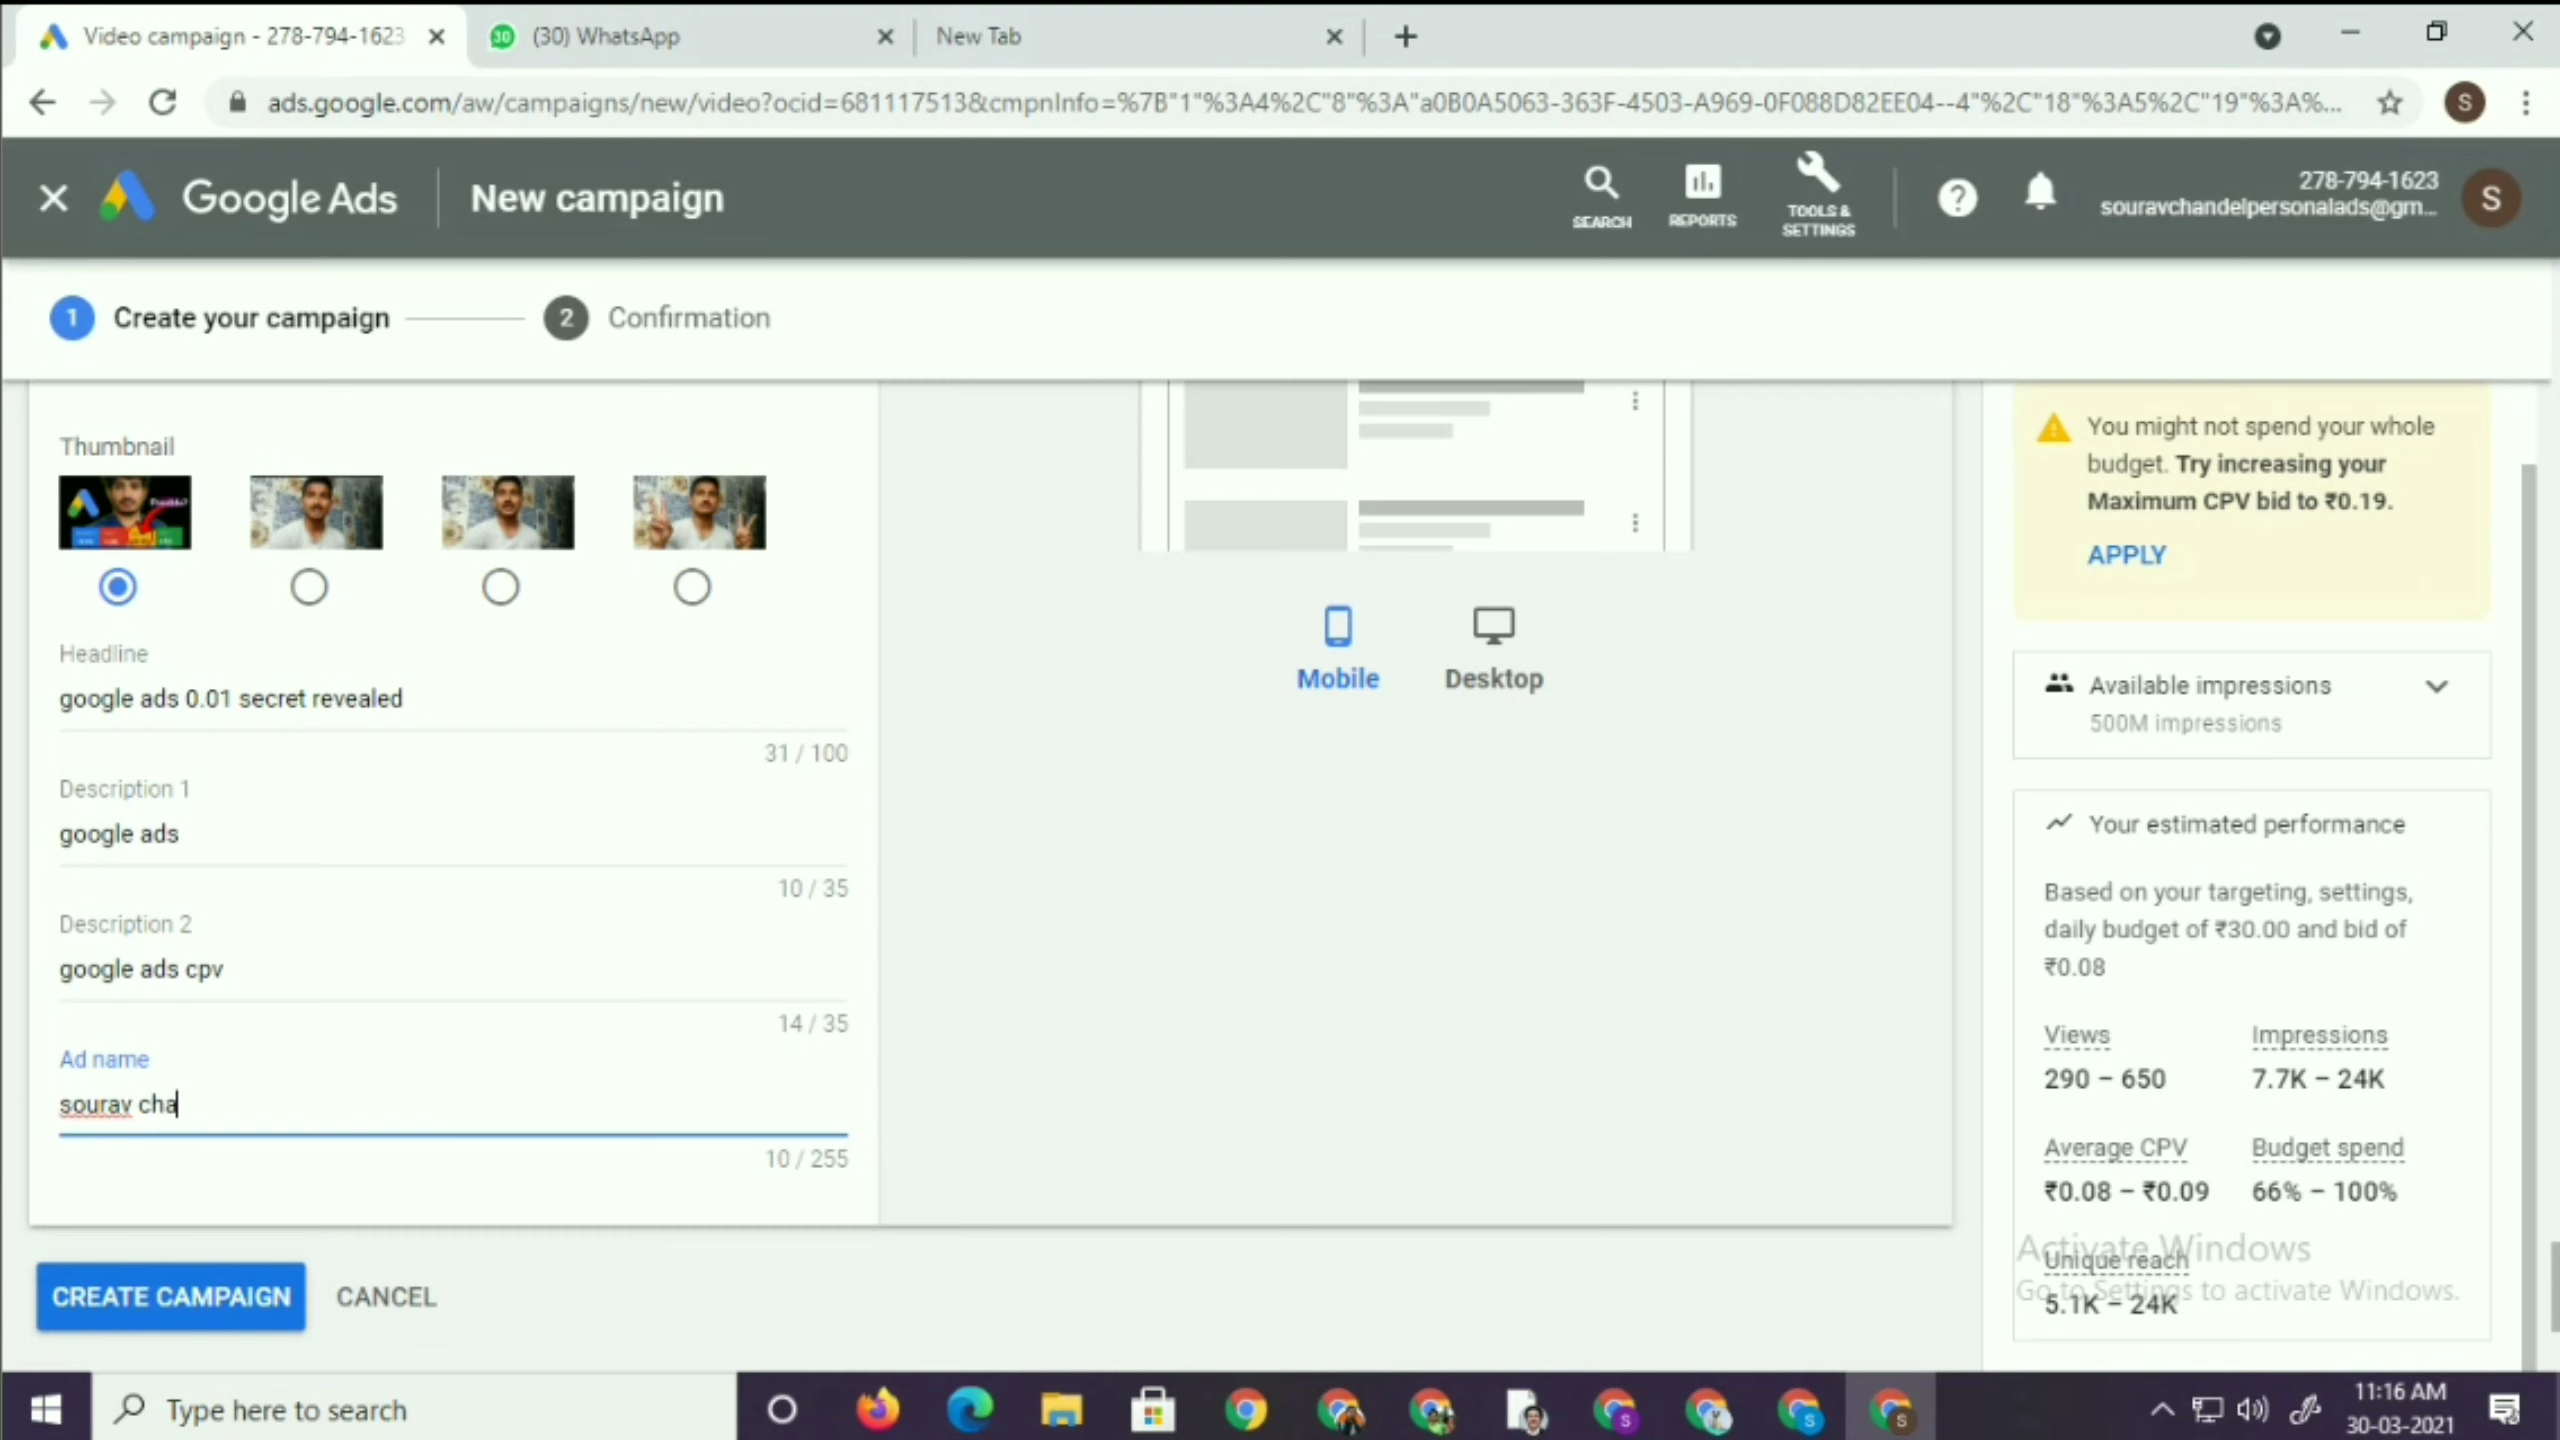 Video campaign - 278-794-1623
30
(30) WhatsApp
New Tab
ads.google.com/aw/campaigns/new/video?ocid=681117513&cmpnInfo=%7B"1"%3A4%2C"8"%3A"a0B0A5063-363F-4503-A969-0F088D82EE04--4"%2C"18"%3A5%2C"19"%3A%...
S
Google Ads
New campaign
SEARCH
REPORTS
TOOLS &
SETTINGS
278-794-1623
souravchandelpersonalads@gm...
S
1
Create your campaign
2
Confirmation
Thumbnail
Headline
google ads 0.01 secret revealed
31 / 100
Description 1
google ads
10 / 35
Description 2
google ads cpv
14 / 35
Ad name
sourav cha
10 / 255
CREATE CAMPAIGN
CANCEL
Mobile
Desktop
You might not spend your whole
budget. Try increasing your
Maximum CPV bid to ₹0.19.
APPLY
Available impressions
500M impressions
Your estimated performance
Based on your targeting, settings,
daily budget of ₹30.00 and bid of
₹0.08
Views
Impressions
290 – 650
7.7K – 24K
Average CPV
Budget spend
₹0.08 – ₹0.09
66% – 100%
Unique reach
5.1K – 24K
Activate Windows
Go to Settings to activate Windows.
Type here to search
S
S
S
11:16 AM
30-03-2021